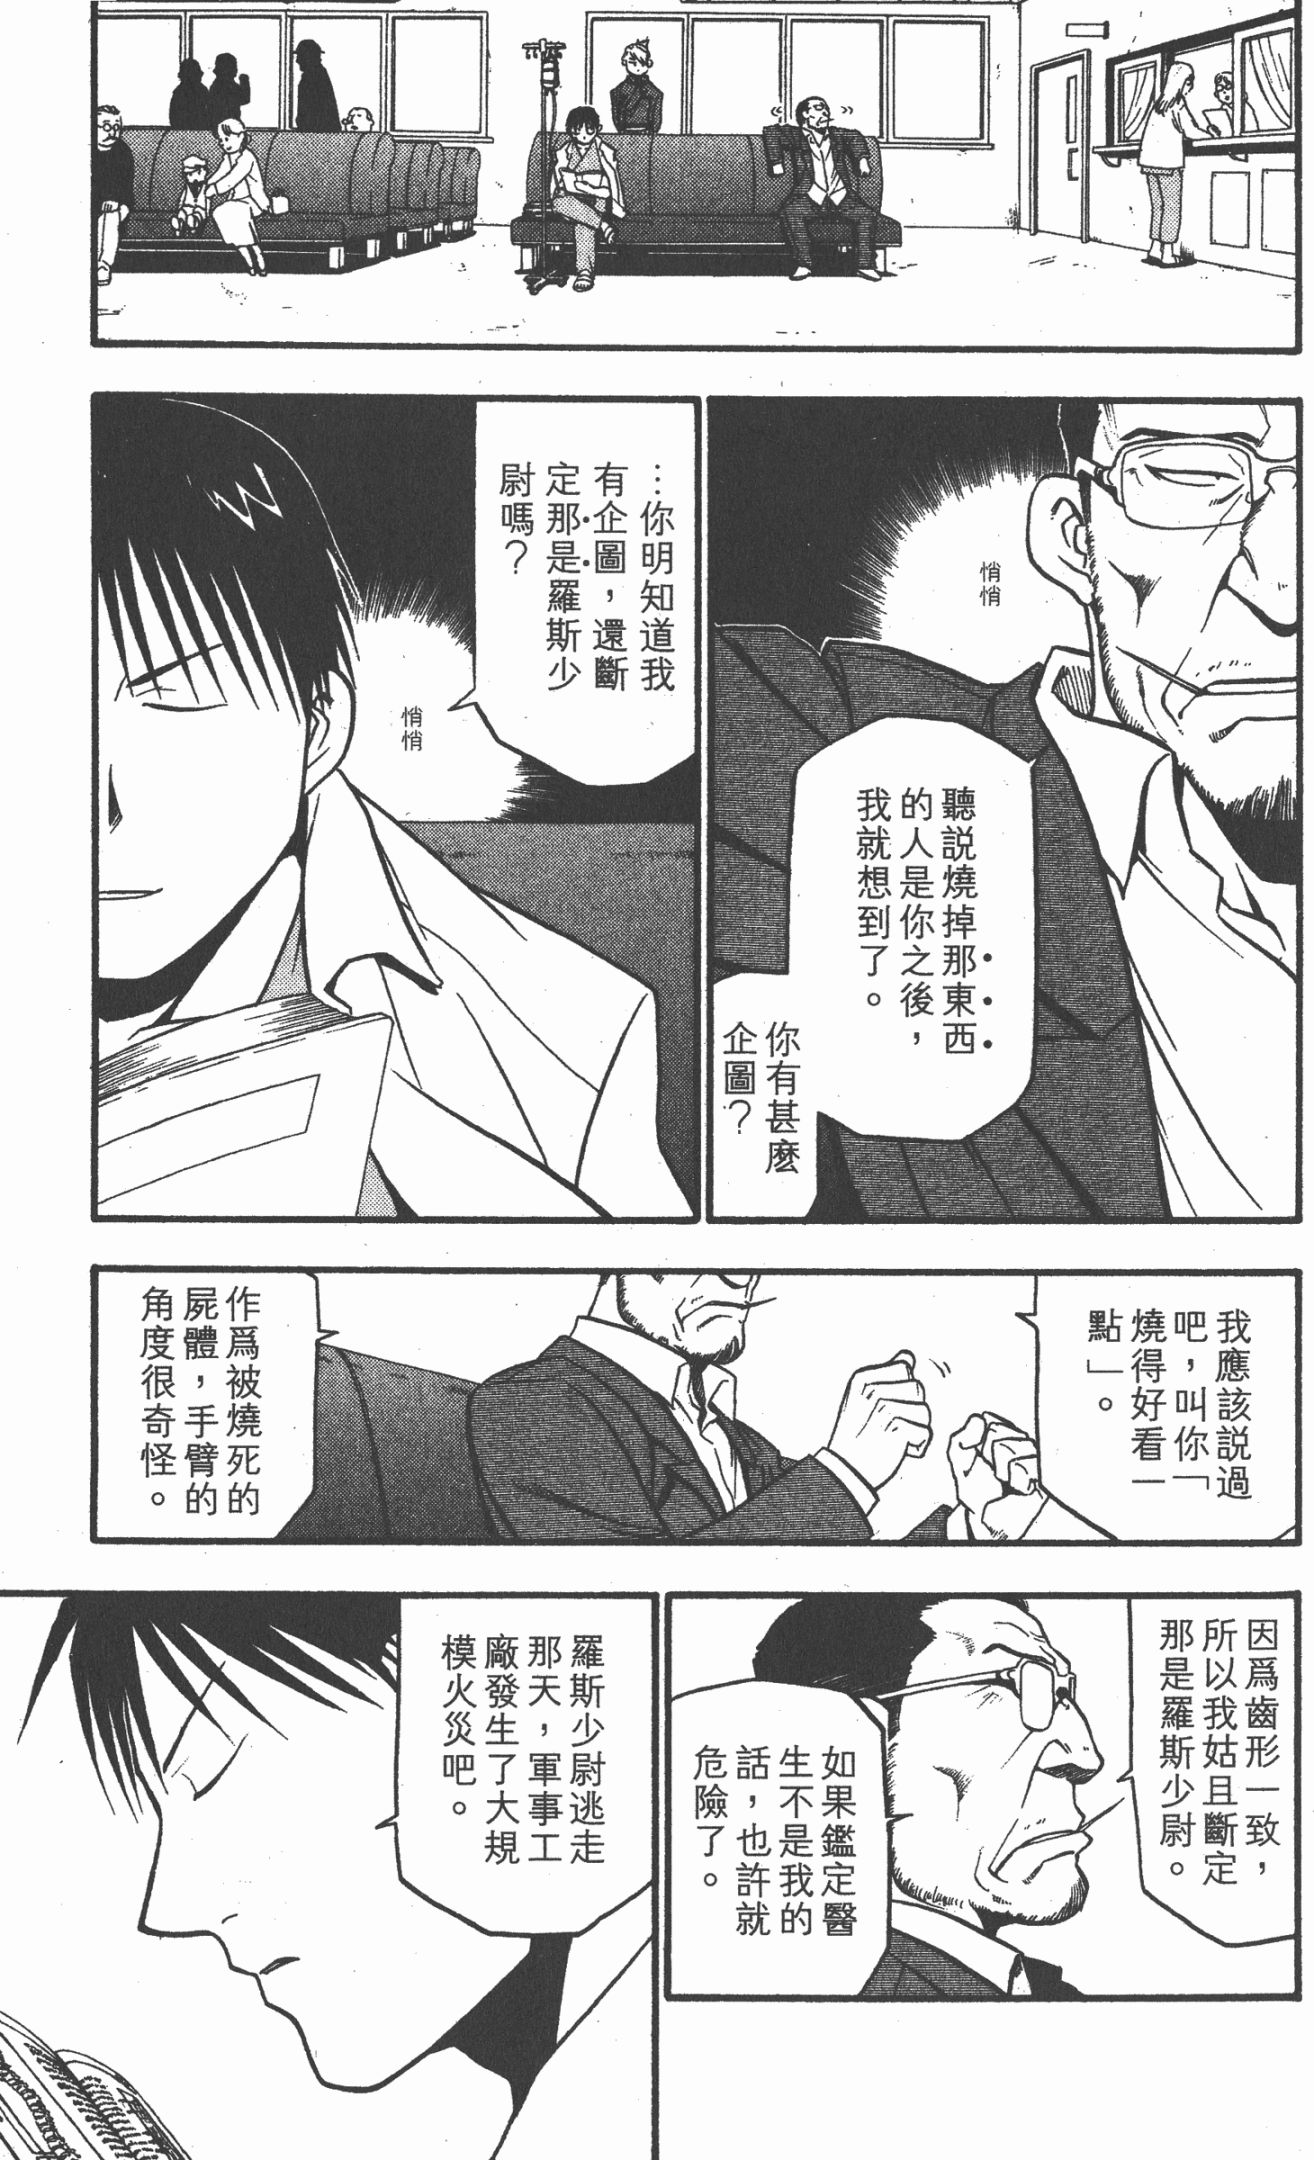 悄悄
聽說燒掉那東西
的人是你之後，
我就想到了。
你有甚麼
企圖？
…你明知道我
有企圖，還斷
定那是羅斯少
尉嗎？
悄悄
我應該說過
吧，叫你「
燒得好看一
點」。
作爲被燒死的
屍體，手臂的
角度很奇怪。
因爲齒形一致，
所以我姑且斷定
那是羅斯少尉。
如果鑑定醫
生不是我的
話，也許就
危險了。
羅斯少尉逃走
那天，軍事工
廠發生了大規
模火災吧。